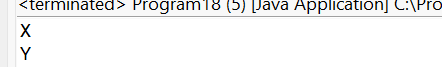 <terminated> Program18 (5) [Java Application] C:\Pro
X
Y